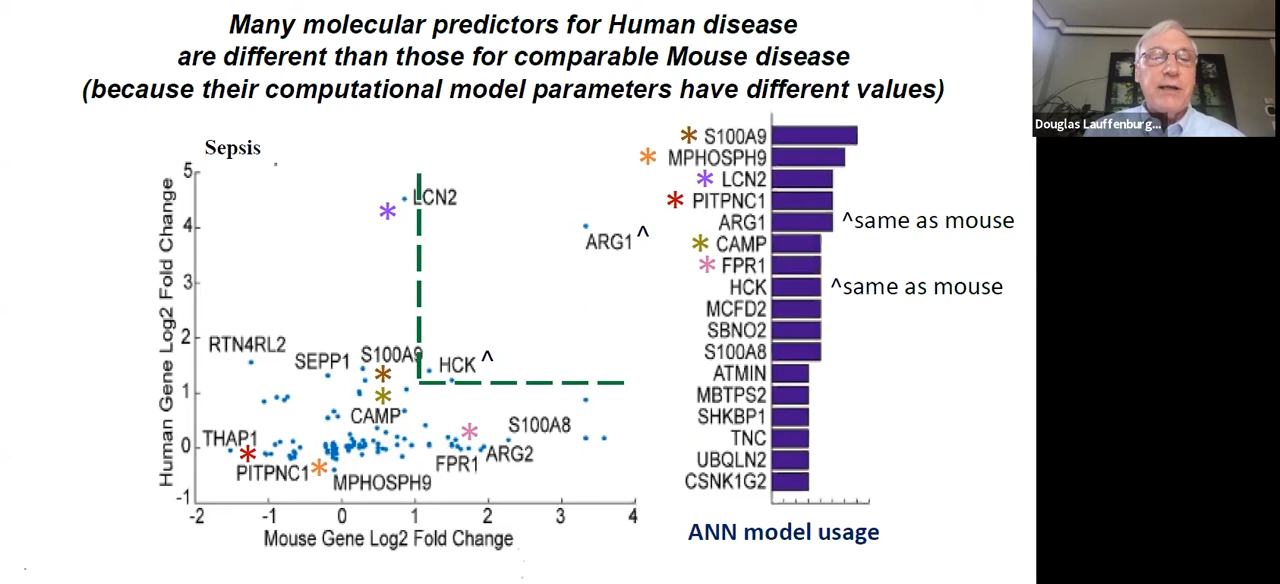 Many molecular predictors for Human disease
are different than those for comparable Mouse disease
(because their computational model parameters have different values)
Douglas Lauffenburg...
Sepsis
Human Gene Log2 Fold Change
5
4
3
2
1
0
-1
-2 -1 0 1 2 3 4
Mouse Gene Log2 Fold Change
LCN2
ARG1 ^
RTN4RL2
SEPP1
S100A9
HCK ^
CAMP
S100A8
THAP1
FPR1
ARG2
PITPNC1
MPHOSPH9
* S100A9
* MPHOSPH9
* LCN2
* PITPNC1
ARG1 ^same as mouse
* CAMP
* FPR1
HCK ^same as mouse
MCFD2
SBNO2
S100A8
ATMIN
MBTPS2
SHKBP1
TNC
UBQLN2
CSNK1G2
ANN model usage